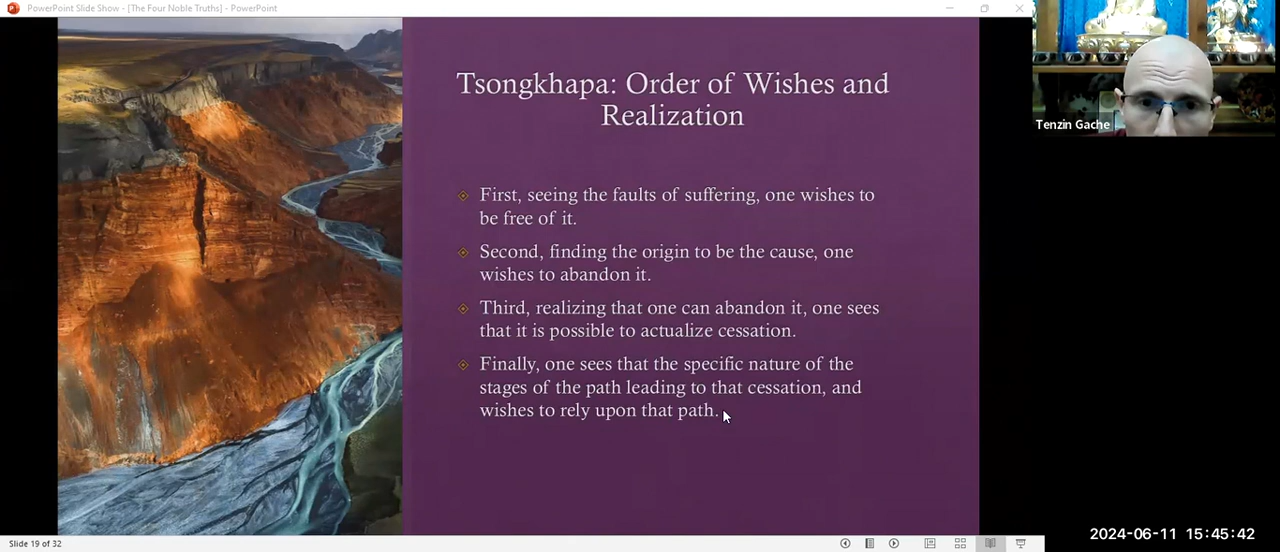 PowerPoint Slide Show - [The Four Noble Truths] - PowerPoint
Tsongkhapa: Order of Wishes and
Realization
First, seeing the faults of suffering, one wishes to
be free of it.
Second, finding the origin to be the cause, one
wishes to abandon it.
Third, realizing that one can abandon it, one sees
that it is possible to actualize cessation.
Finally, one sees that the specific nature of the
stages of the path leading to that cessation, and
wishes to rely upon that path.
Tenzin Gache
Slide 19 of 32
2024-06-11 15:45:42